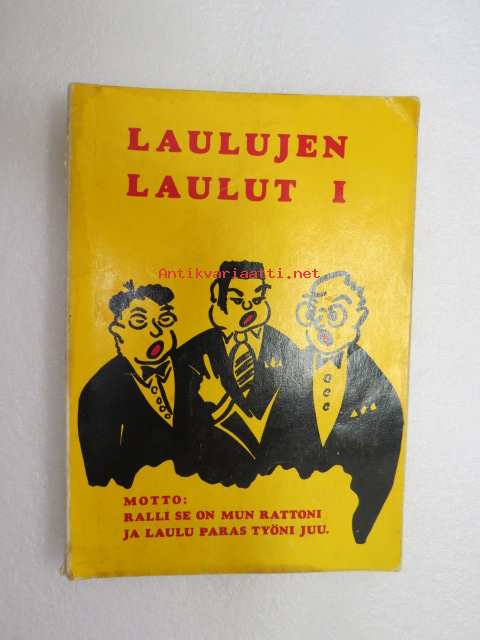 LAULUJEN
LAULUT I
Antikvariaatti.net
MOTTO:
RALLI SE ON MUN RATTONI
JA LAULU PARAS TYÖNI JUU.